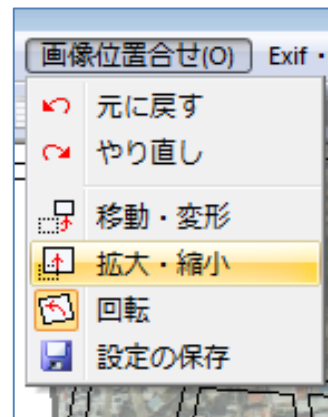 画像位置合せ(O) Exif・
元に戻す
やり直し
移動・変形
拡大・縮小
回転
設定の保存